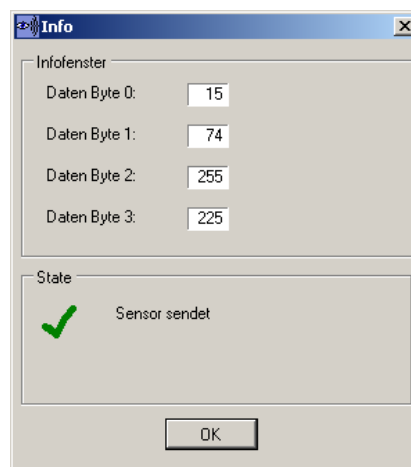 Info
Infofenster
Daten Byte 0: 15
Daten Byte 1: 74
Daten Byte 2: 255
Daten Byte 3: 225
State
Sensor sendet
OK